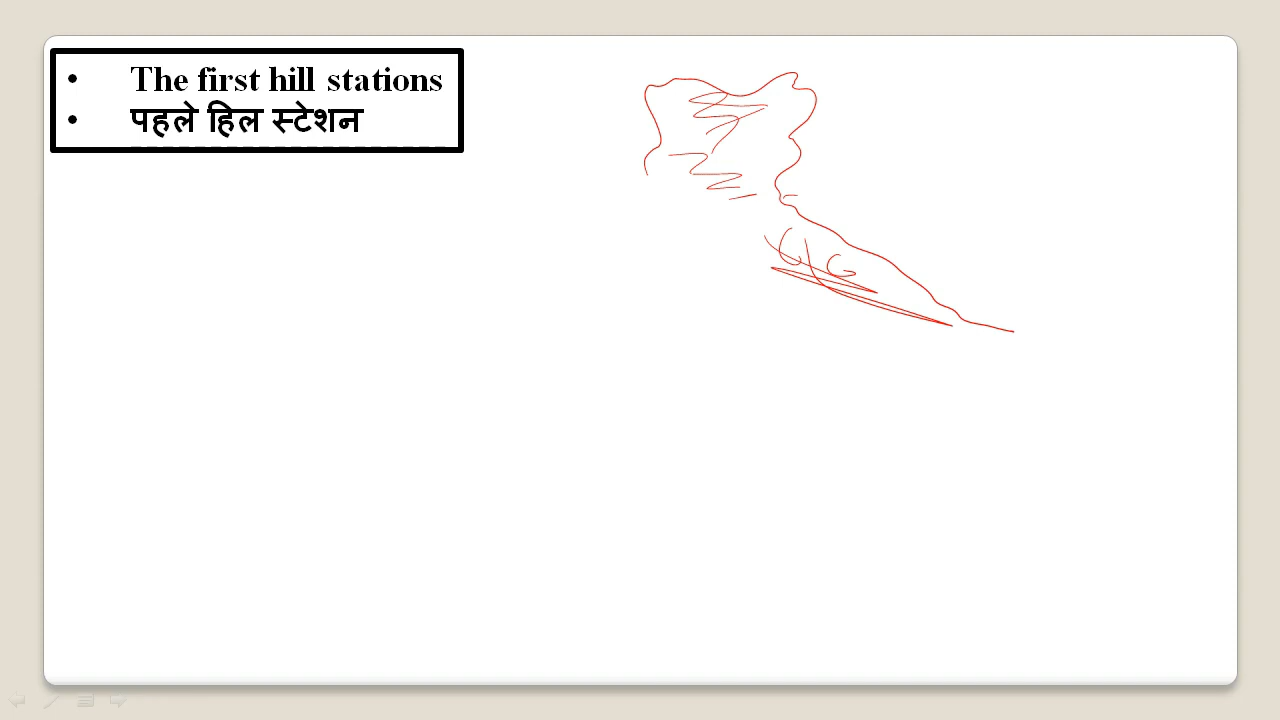 • The first hill stations
• पहले हिल स्टेशन